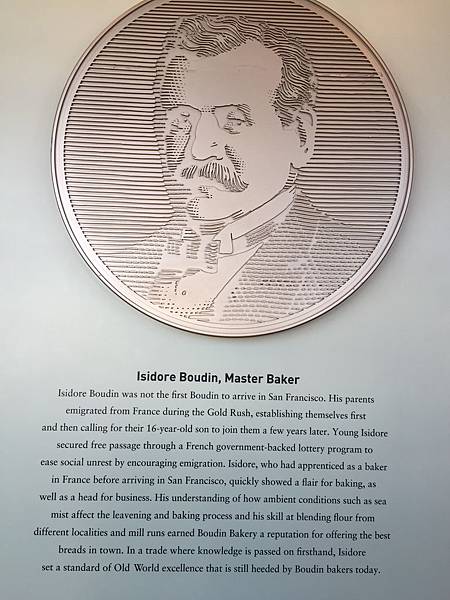 Isidore Boudin, Master Baker
Isidore Boudin was not the first Boudin to arrive in San Francisco. His parents
emigrated from France during the Gold Rush, establishing themselves first
and then calling for their 16-year-old son to join them a few years later. Young Isidore
secured free passage through a French government-backed lottery program to
ease social unrest by encouraging emigration. Isidore, who had apprenticed as a baker
in France before arriving in San Francisco, quickly showed a flair for baking, as
well as a head for business. His understanding of how ambient conditions such as sea
mist affect the leavening and baking process and his skill at blending flour from
different localities and mill runs earned Boudin Bakery a reputation for offering the best
breads in town. In a trade where knowledge is passed on firsthand, Isidore
set a standard of Old World excellence that is still heeded by Boudin bakers today.